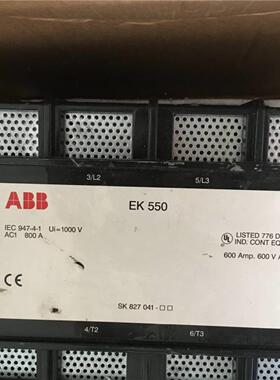 3/L2 5/L3
ABB EK 550
IEC 947-4-1 Ui=1000 V
AC1 800 A
UL LISTED 776 D
IND. CONT EQ
600 Amp. 600 V A
CE
SK 827 041 - □ □
4/T2 6/T3